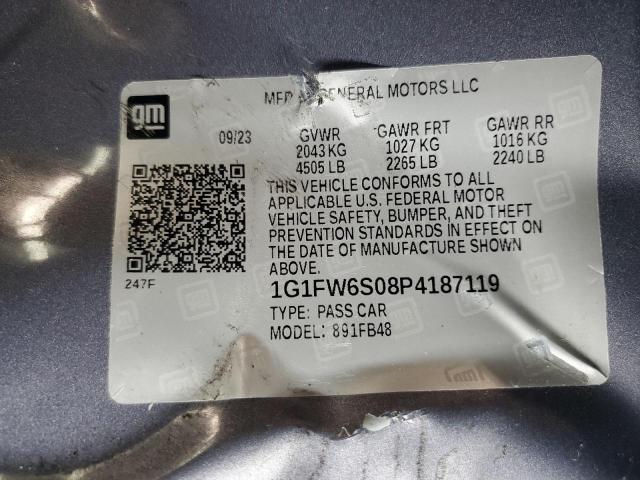 gm
MFD BY GENERAL MOTORS LLC
09/23
GVWR GAWR FRT GAWR RR
2043 KG 1027 KG 1016 KG
4505 LB 2265 LB 2240 LB
THIS VEHICLE CONFORMS TO ALL
APPLICABLE U.S. FEDERAL MOTOR
VEHICLE SAFETY, BUMPER, AND THEFT
PREVENTION STANDARDS IN EFFECT ON
THE DATE OF MANUFACTURE SHOWN
ABOVE.
247F
1G1FW6S08P4187119
TYPE: PASS CAR
MODEL: 891FB48
gm